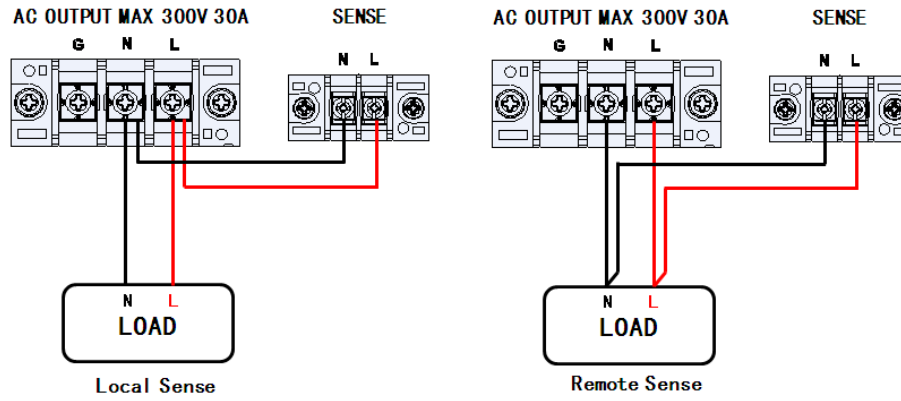 AC OUTPUT MAX 300V 30A
SENSE
G N L
N L
N L
LOAD
Local Sense
AC OUTPUT MAX 300V 30A
SENSE
G N L
N L
N L
LOAD
Remote Sense